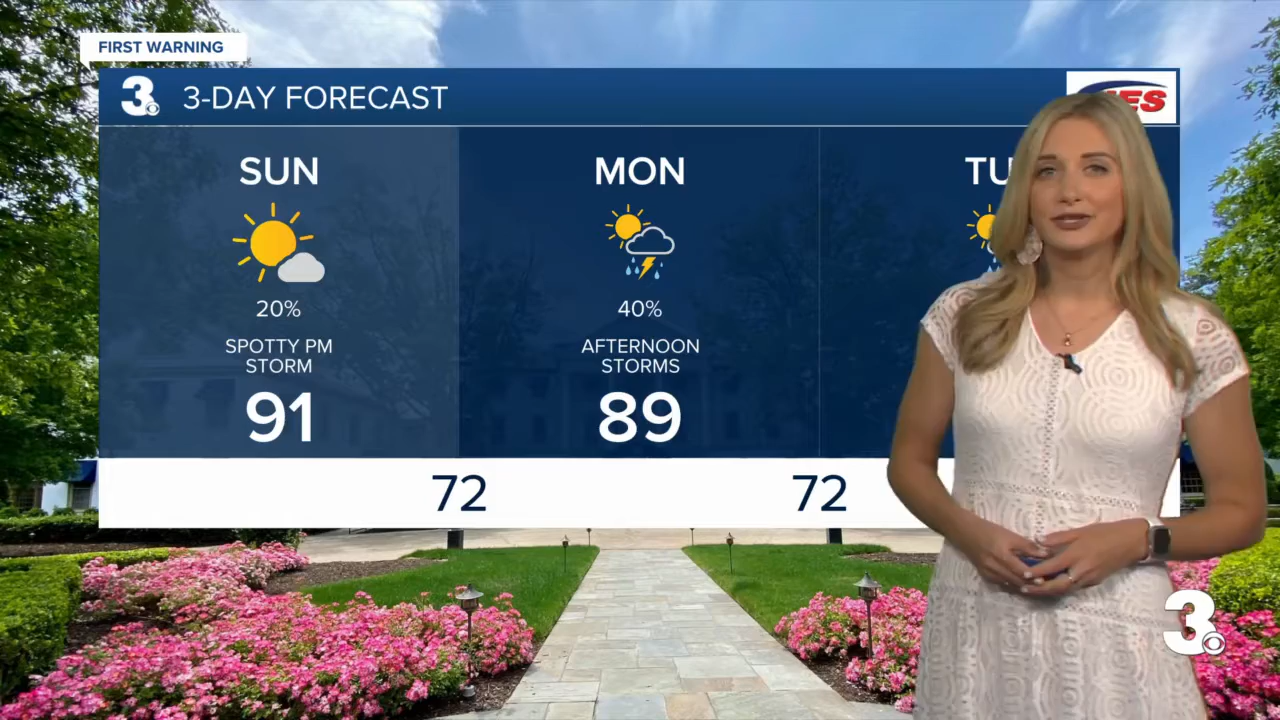 FIRST WARNING
3
3-DAY FORECAST
SUN
MON
20%
40%
SPOTTY PM
STORM
AFTERNOON
STORMS
91
89
72
72
3